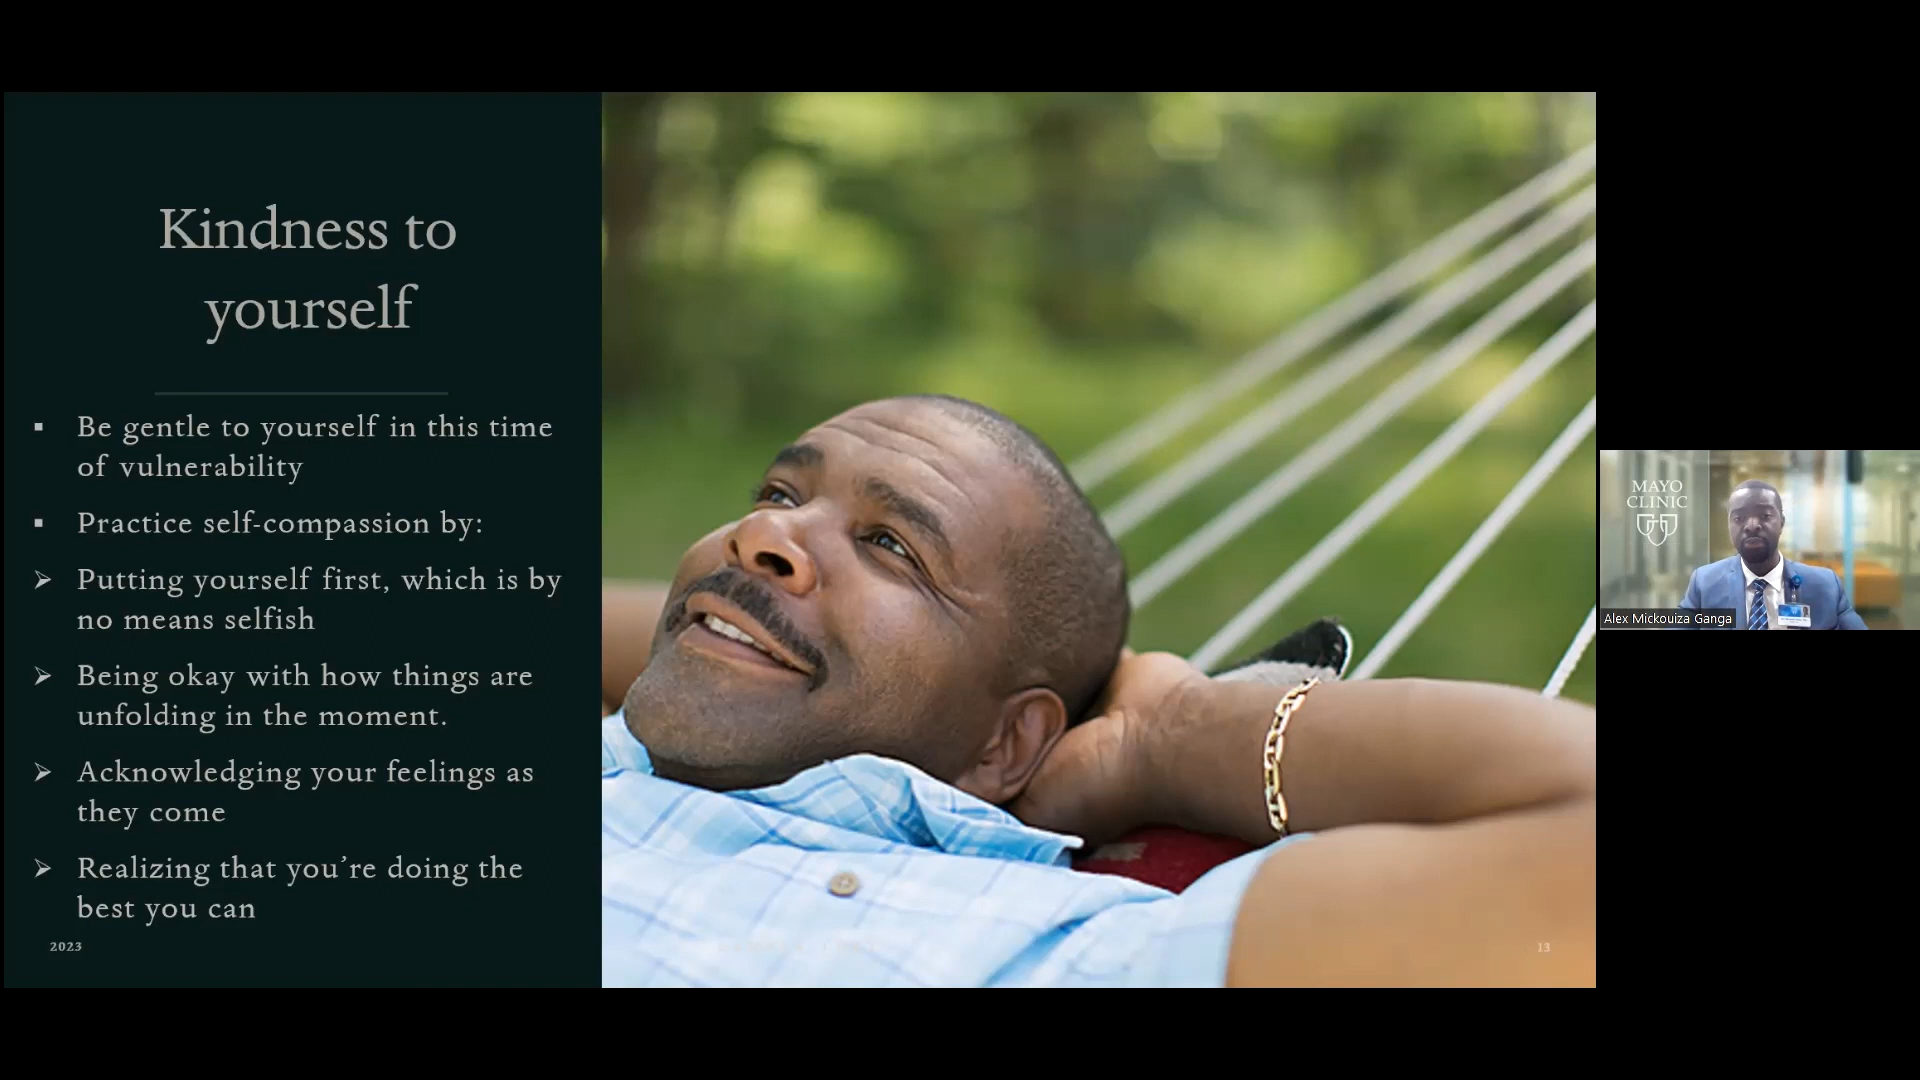 Kindness to
yourself
▪ Be gentle to yourself in this time
of vulnerability
▪ Practice self-compassion by:
➢ Putting yourself first, which is by
no means selfish
➢ Being okay with how things are
unfolding in the moment.
➢ Acknowledging your feelings as
they come
➢ Realizing that you’re doing the
best you can
2023
13
MAYO
CLINIC
Alex Mickouiza Ganga